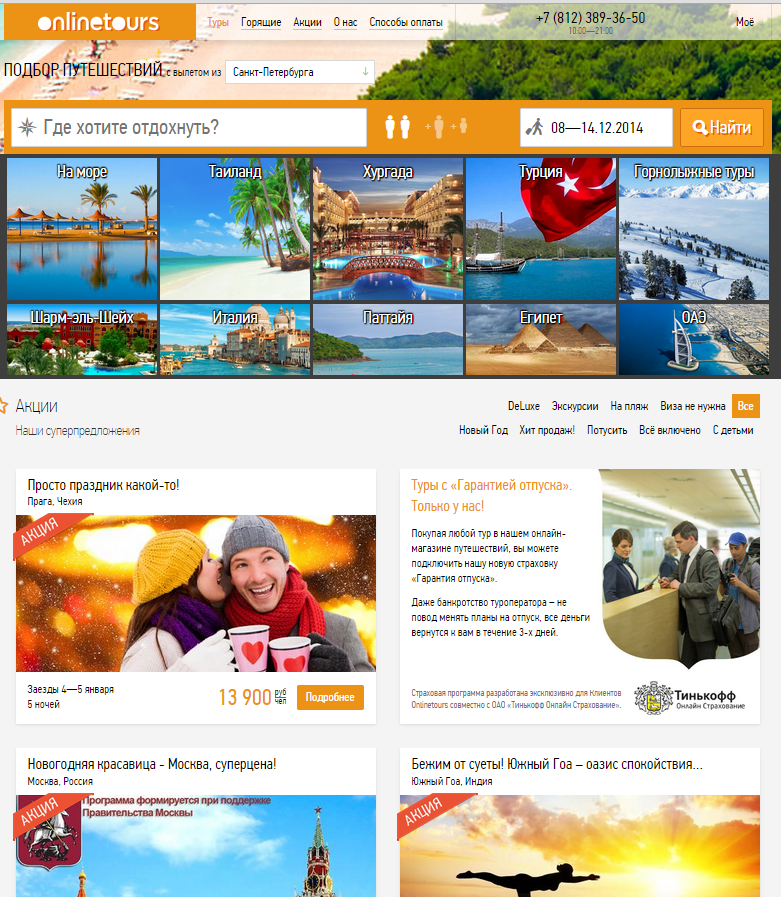 onlinetours
Туры Горящие Акции О нас Способы оплаты
+7 (812) 389-36-50
10:00—21:00
Моё
ПОДБОР ПУТЕШЕСТВИЙ с вылетом из Санкт-Петербурга
Где хотите отдохнуть?
08—14.12.2014
Найти
На море Таиланд Хургада Турция Горнолыжные туры
Шарм-эль-Шейх Италия Паттайя Египет ОАЭ
Акции
DeLuxe Экскурсии На пляж Виза не нужна Все
Наши суперпредложения
Новый Год Хит продаж! Потусить Всё включено С детьми
Просто праздник какой-то!
Прага, Чехия
АКЦИЯ
Заезды 4—5 января
5 ночей
13 900 руб чел
Подробнее
Туры с «Гарантией отпуска».
Только у нас!
Покупая любой тур в нашем онлайн-
магазине путешествий, вы можете
подключить нашу новую страховку
«Гарантия отпуска».
Даже банкротство туроператора – не
повод менять планы на отпуск, все деньги
вернутся к вам в течение 3-х дней.
Страховая программа разработана эксклюзивно для Клиентов
Onlinetours совместно с ОАО «Тинькофф Онлайн Страхование».
Тинькофф
Онлайн Страхование
Новогодняя красавица - Москва, суперцена!
Москва, Россия
АКЦИЯ
Программа формируется при поддержке
Правительства Москвы
Бежим от суеты! Южный Гоа – оазис спокойствия...
Южный Гоа, Индия
АКЦИЯ